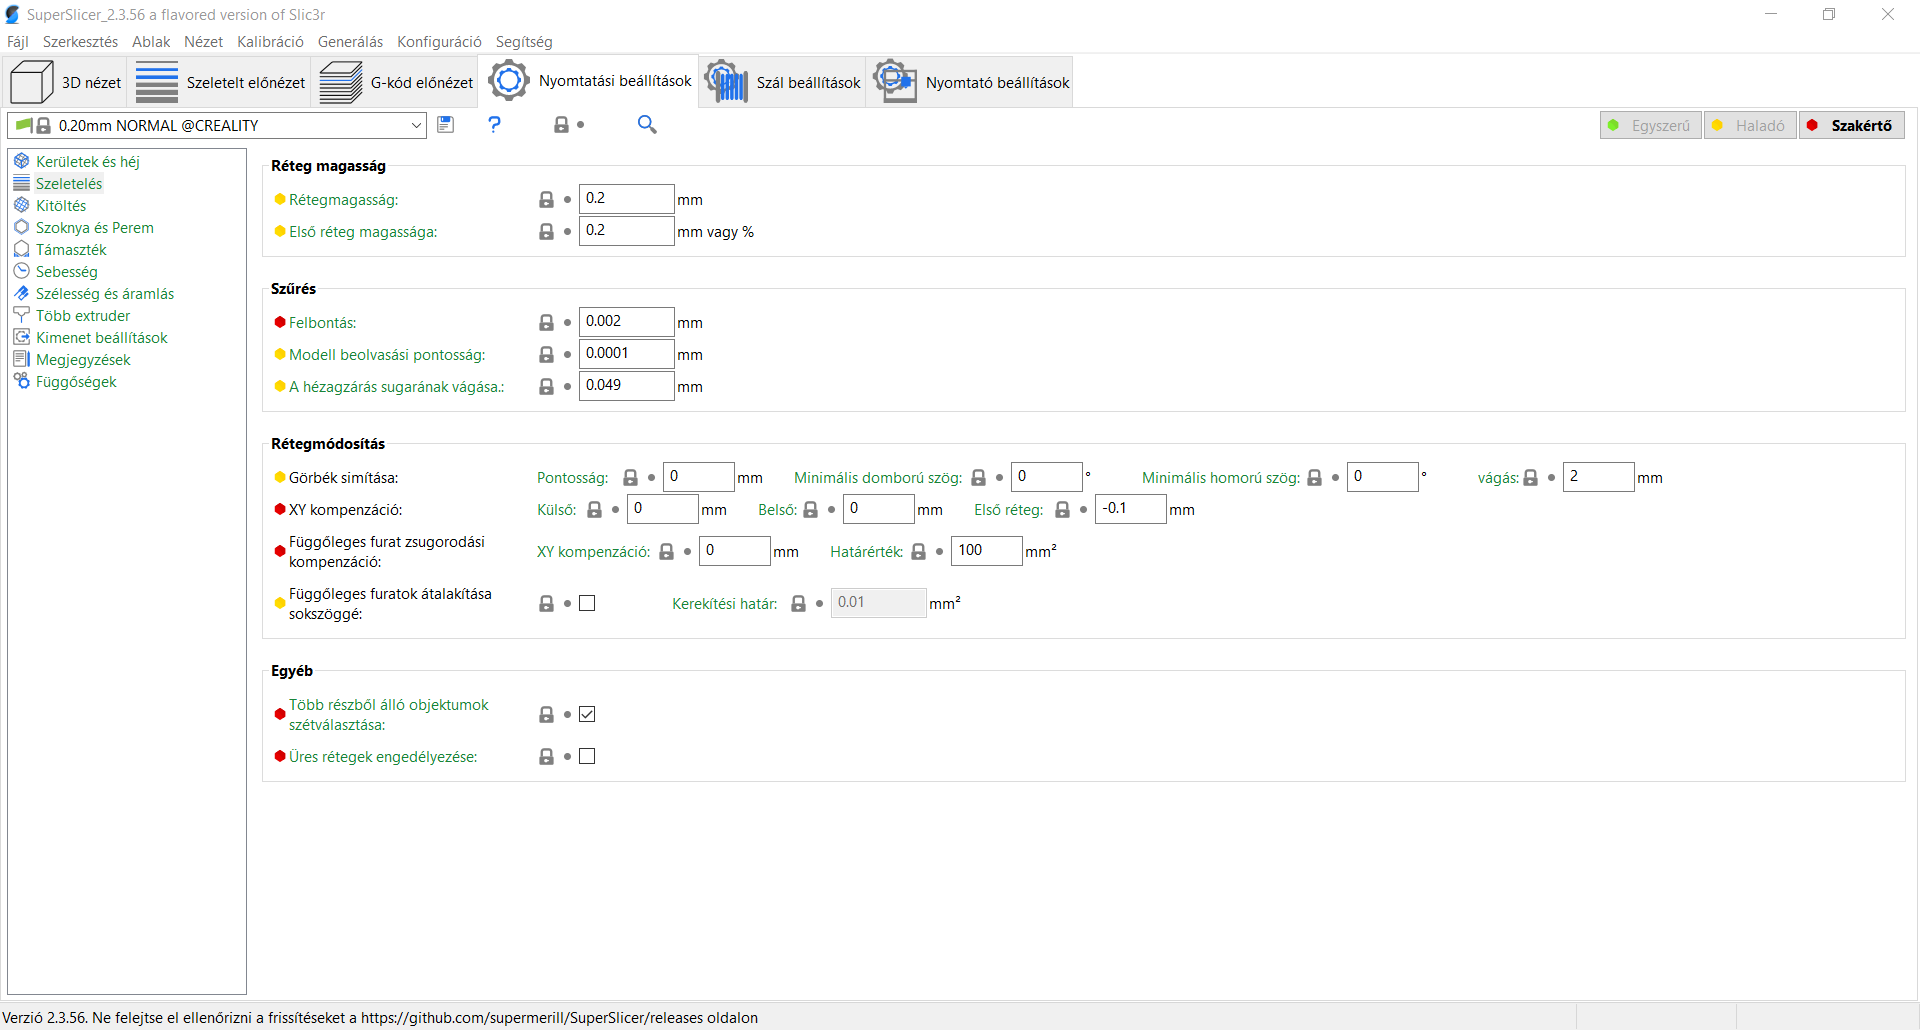 SuperSlicer_2.3.56 a flavored version of Slic3r
Fájl Szerkesztés Ablak Nézet Kalibráció Generálás Konfiguráció Segítség
3D nézet Szeletelt előnézet G-kód előnézet Nyomtatási beállítások Szál beállítások Nyomtató beállítások
0.20mm NORMAL @CREALITY ? Egyszerű Haladó Szakértő
Kerületek és héj
Szeletelés
Kitöltés
Szoknya és Perem
Támaszték
Sebesség
Szélesség és áramlás
Több extruder
Kimenet beállítások
Megjegyzések
Függőségek
Réteg magasság
Rétegmagasság: 0.2 mm
Első réteg magassága: 0.2 mm vagy %
Szűrés
Felbontás: 0.002 mm
Modell beolvasási pontosság: 0.0001 mm
A hézagzárás sugarának vágása.: 0.049 mm
Rétegmódosítás
Görbék simítása: Pontosság: 0 mm Minimális domború szög: 0 ° Minimális homorú szög: 0 ° vágás: 2 mm
XY kompenzáció: Külső: 0 mm Belső: 0 mm Első réteg: -0.1 mm
Függőleges furat zsugorodási
kompenzáció: XY kompenzáció: 0 mm Határérték: 100 mm²
Függőleges furatok átalakítása
sokszöggé: Kerekítési határ: 0.01 mm²
Egyéb
Több részből álló objektumok
szétválasztása:
Üres rétegek engedélyezése:
Verzió 2.3.56. Ne felejtse el ellenőrizni a frissítéseket a https://github.com/supermerill/SuperSlicer/releases oldalon